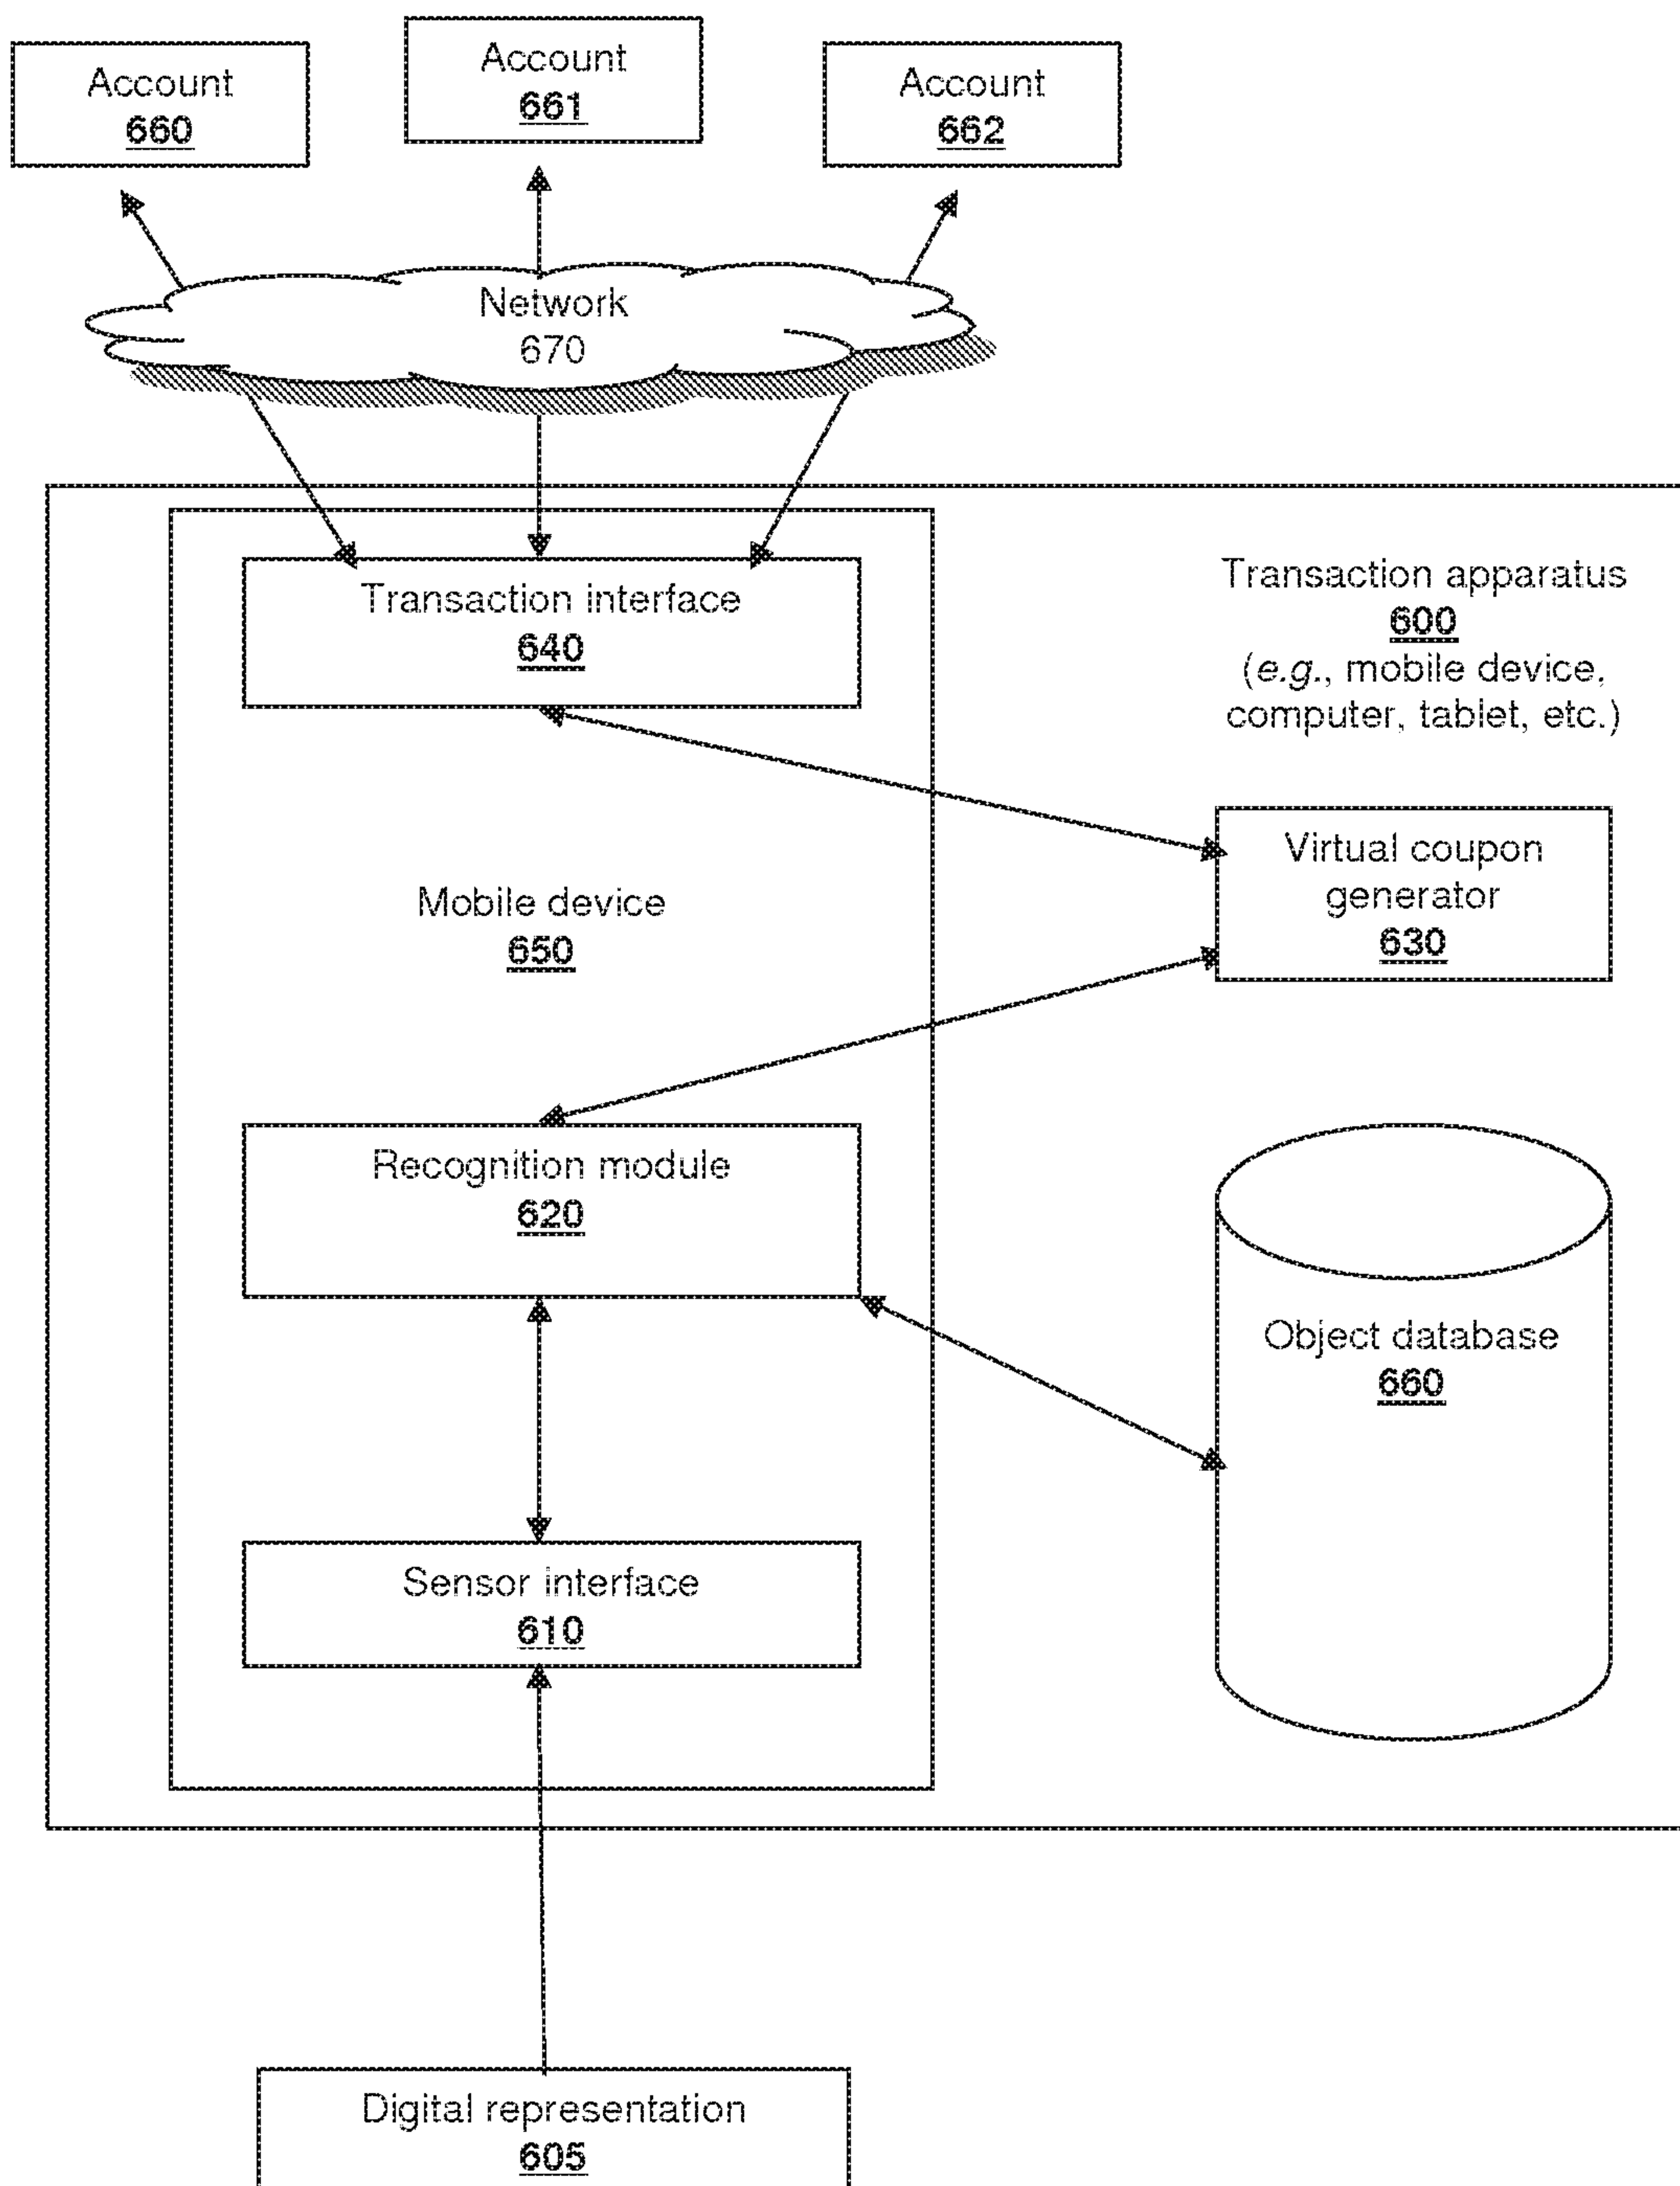 Account
660
Account
661
Account
662
Network
670
Transaction interface
640
Transaction apparatus
600
(e.g., mobile device,
computer, tablet, etc.)
Virtual coupon
generator
630
Mobile device
650
Recognition module
620
Object database
660
Sensor interface
610
Digital representation
605